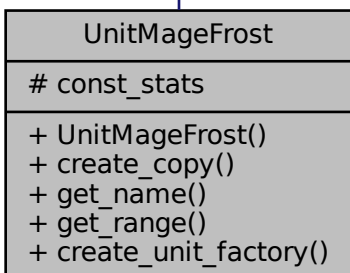 UnitMageFrost
# const_stats
+ UnitMageFrost()
+ create_copy()
+ get_name()
+ get_range()
+ create_unit_factory()